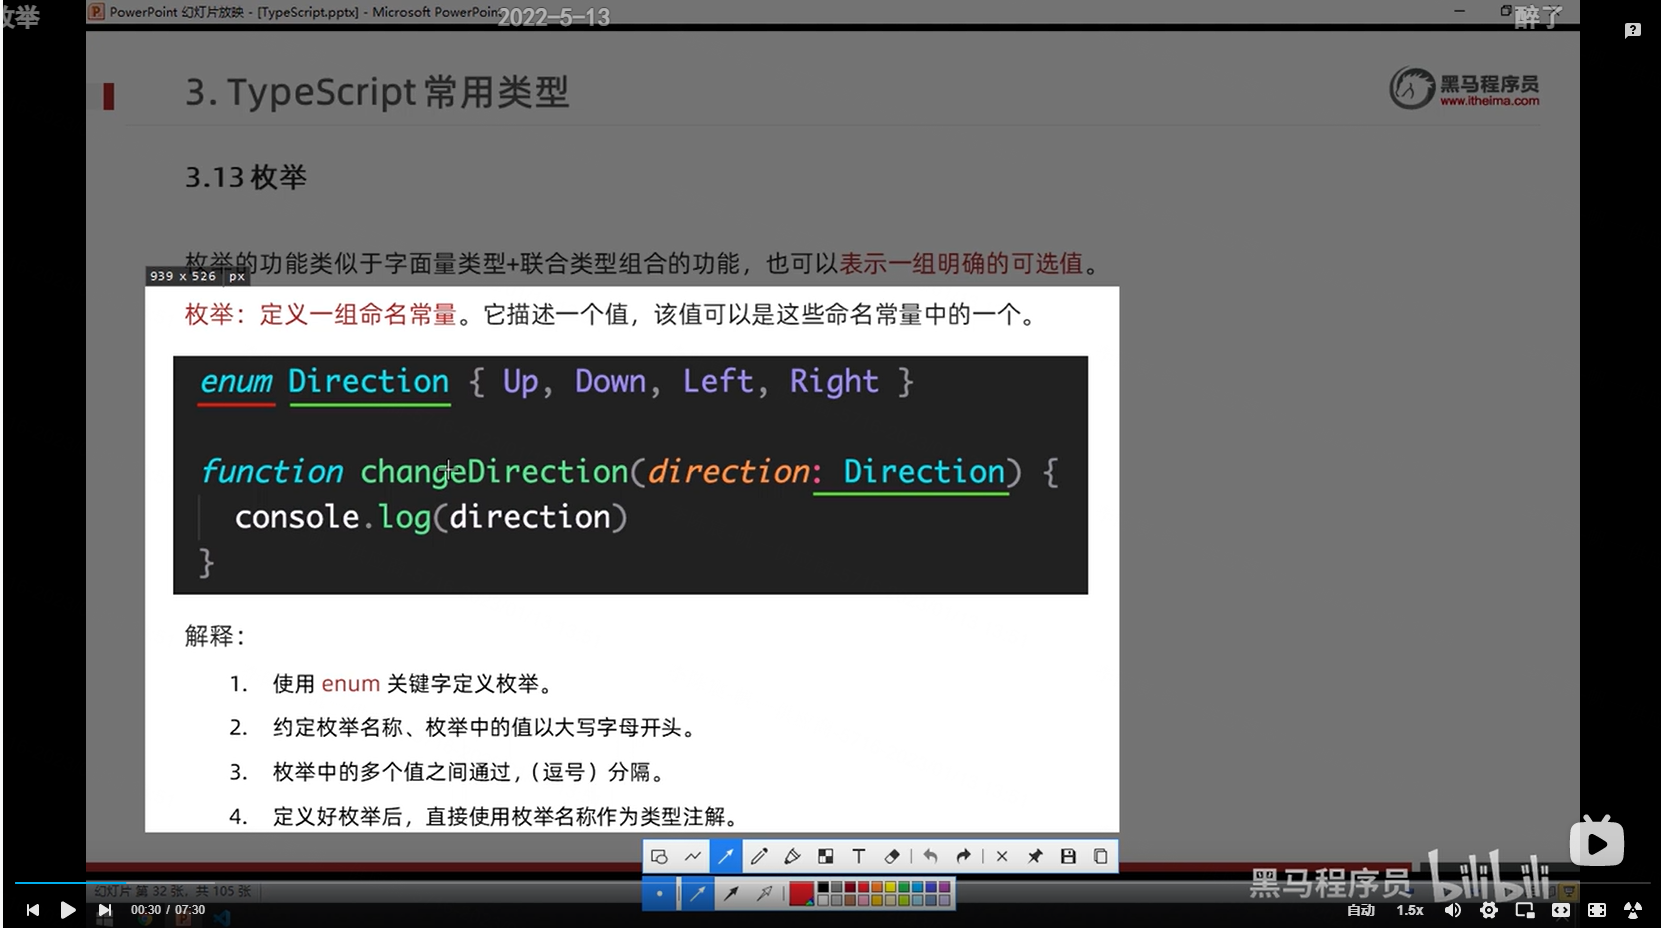 枚举
PowerPoint 幻灯片放映 - [TypeScript.pptx] - Microsoft PowerPoint
2022-5-13
醉了
3. TypeScript 常用类型
黑马程序员
www.itheima.com
3.13 枚举
枚举的功能类似于字面量类型+联合类型组合的功能，也可以表示一组明确的可选值。
939 x 526 px
枚举：定义一组命名常量。它描述一个值，该值可以是这些命名常量中的一个。
enum Direction { Up, Down, Left, Right }
function changeDirection(direction: Direction) {
console.log(direction)
}
解释：
1. 使用 enum 关键字定义枚举。
2. 约定枚举名称、枚举中的值以大写字母开头。
3. 枚举中的多个值之间通过，（逗号）分隔。
4. 定义好枚举后，直接使用枚举名称作为类型注解。
幻灯片 第 32 张，共 105 张
黑马程序员 bilibili
00:30 / 07:30
自动 1.5x